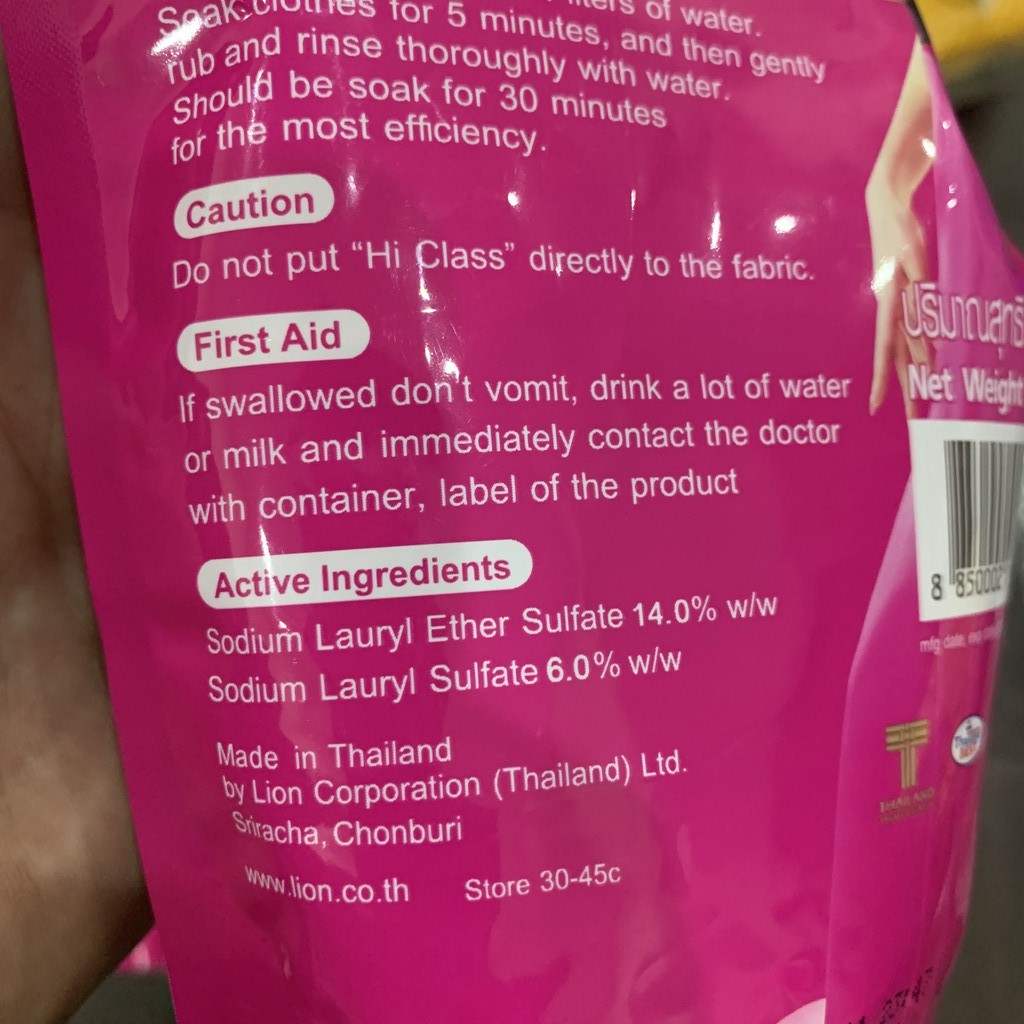 Soak clothes for 5 minutes, and then gently
of water.
rub and rinse thoroughly with water.
Should be soak for 30 minutes
for the most efficiency.
Caution
Do not put “Hi Class” directly to the fabric.
First Aid
If swallowed don't vomit, drink a lot of water
or milk and immediately contact the doctor
with container, label of the product
Active Ingredients
Sodium Lauryl Ether Sulfate 14.0% w/w
Sodium Lauryl Sulfate 6.0% w/w
Made in Thailand
by Lion Corporation (Thailand) Ltd.
Sriracha, Chonburi
www.lion.co.th
Store 30-45c
ปริมาณสุทธิ
Net Weight
8 850002
mfg date,
THAILAND